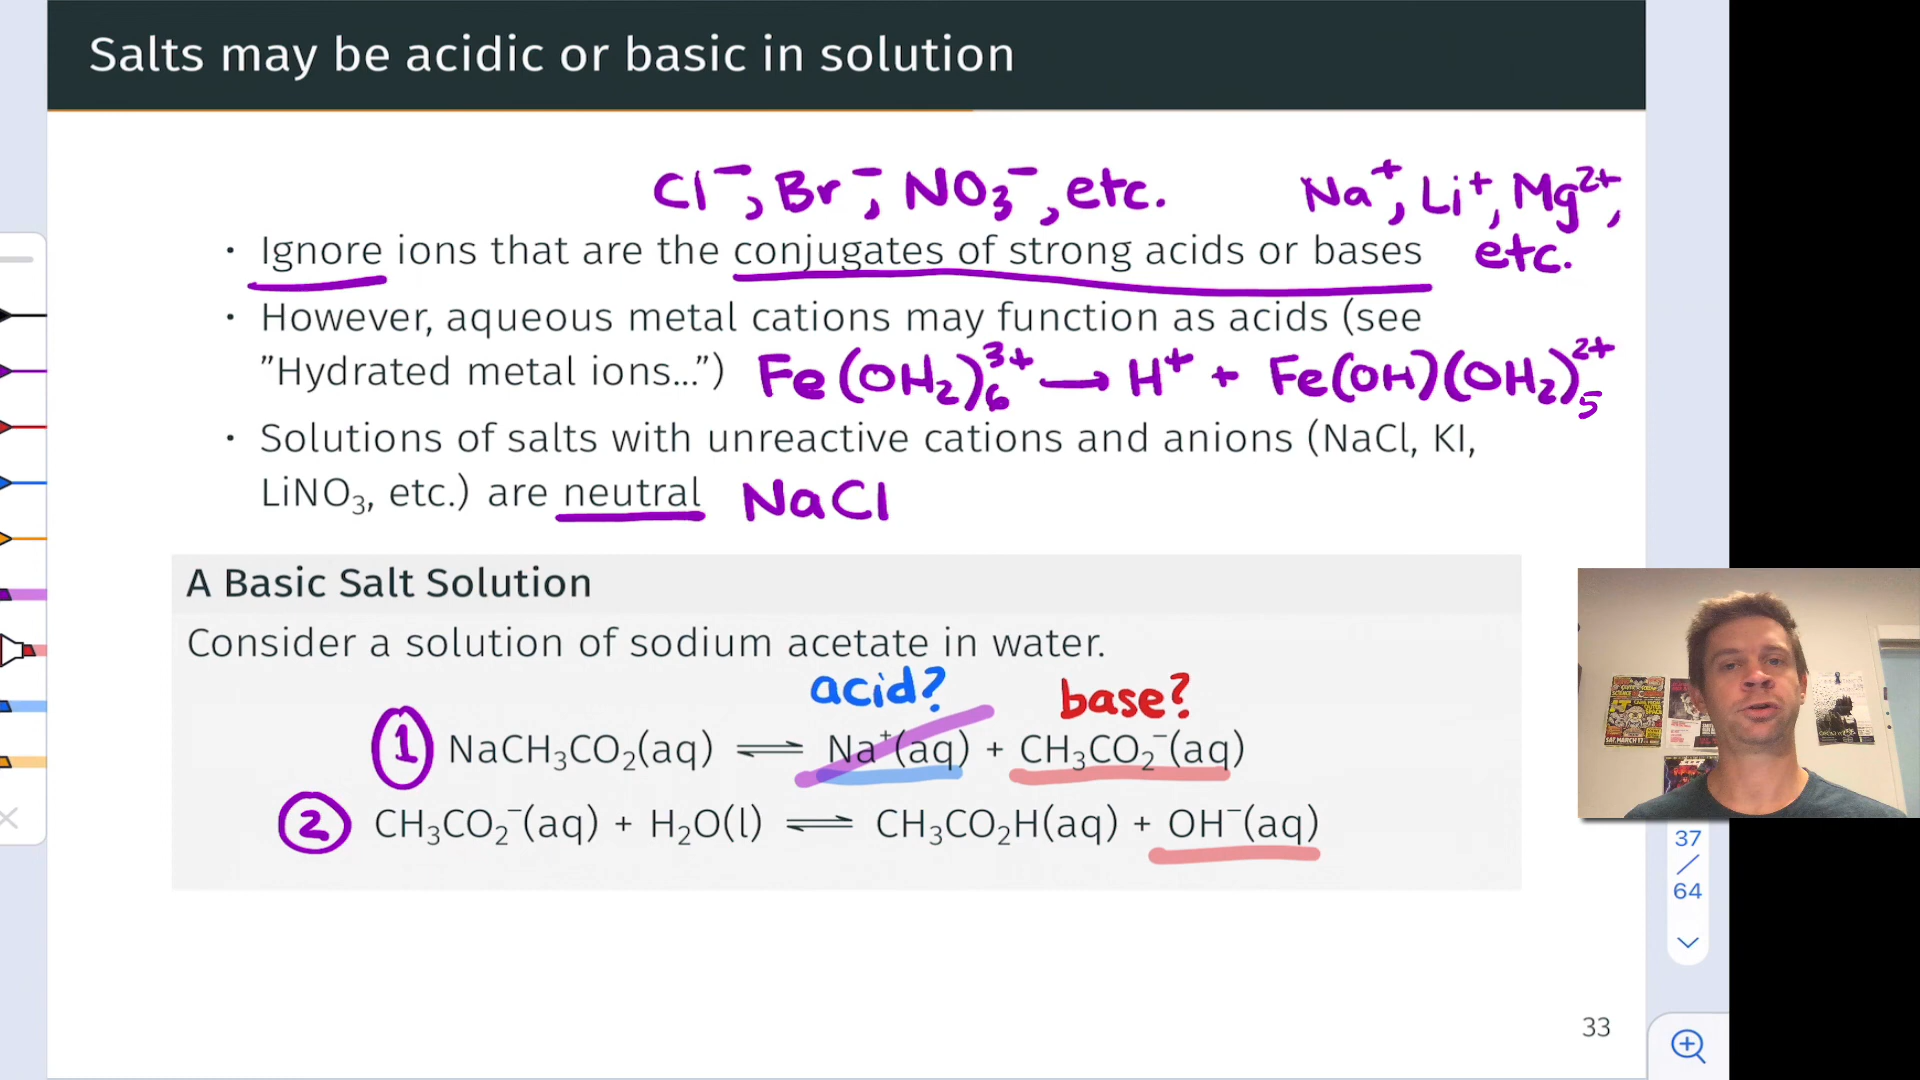 Salts may be acidic or basic in solution
Cl⁻, Br⁻, NO₃⁻, etc. Na⁺, Li⁺, Mg²⁺,
• Ignore ions that are the conjugates of strong acids or bases etc.
• However, aqueous metal cations may function as acids (see
"Hydrated metal ions...") Fe(OH₂)₆³⁺ → H⁺ + Fe(OH)(OH₂)₅²⁺
• Solutions of salts with unreactive cations and anions (NaCl, KI,
LiNO₃, etc.) are neutral NaCl
A Basic Salt Solution
Consider a solution of sodium acetate in water.
acid? base?
1 NaCH₃CO₂(aq) ⇌ Na⁺(aq) + CH₃CO₂⁻(aq)
2 CH₃CO₂⁻(aq) + H₂O(l) ⇌ CH₃CO₂H(aq) + OH⁻(aq)
37
/
64
33